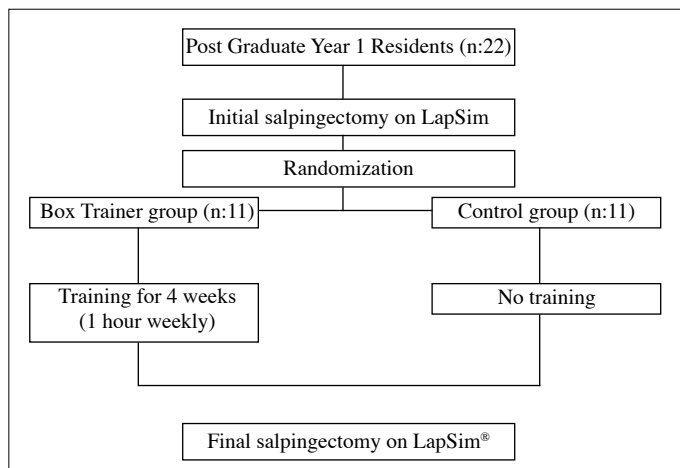 Post Graduate Year 1 Residents (n:22)
Initial salpingectomy on LapSim
Randomization
Box Trainer group (n:11)
Control group (n:11)
Training for 4 weeks
(1 hour weekly)
No training
Final salpingectomy on LapSim®